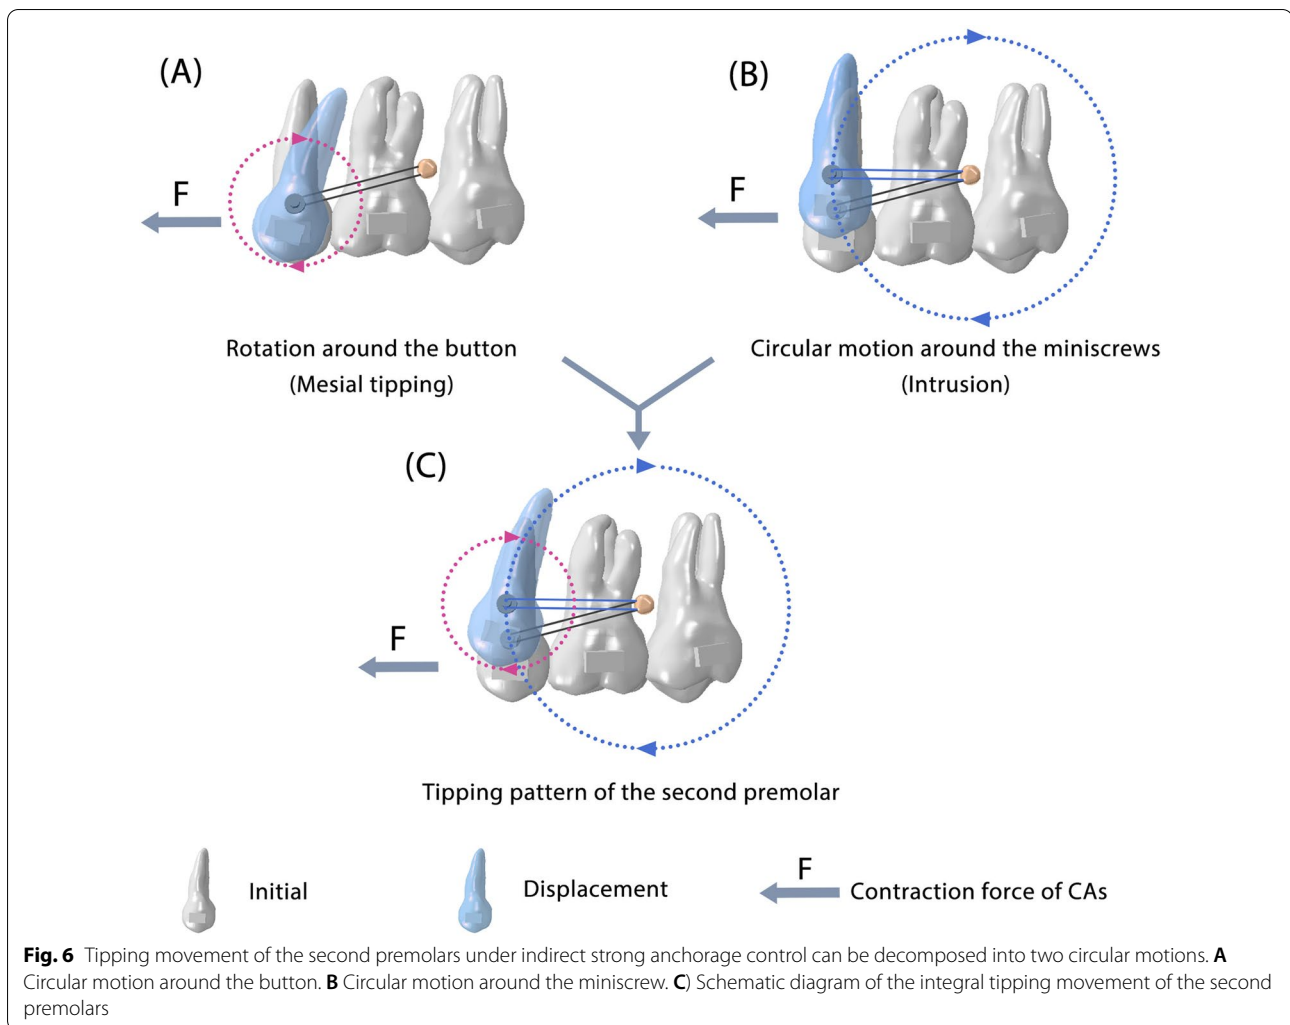 (A)
(B)
F
F
Rotation around the button
(Mesial tipping)
Circular motion around the miniscrews
(Intrusion)
(C)
F
Tipping pattern of the second premolar
Initial
Displacement
F
Contraction force of CAs
Fig. 6 Tipping movement of the second premolars under indirect strong anchorage control can be decomposed into two circular motions. A
Circular motion around the button. B Circular motion around the miniscrew. C) Schematic diagram of the integral tipping movement of the second
premolars